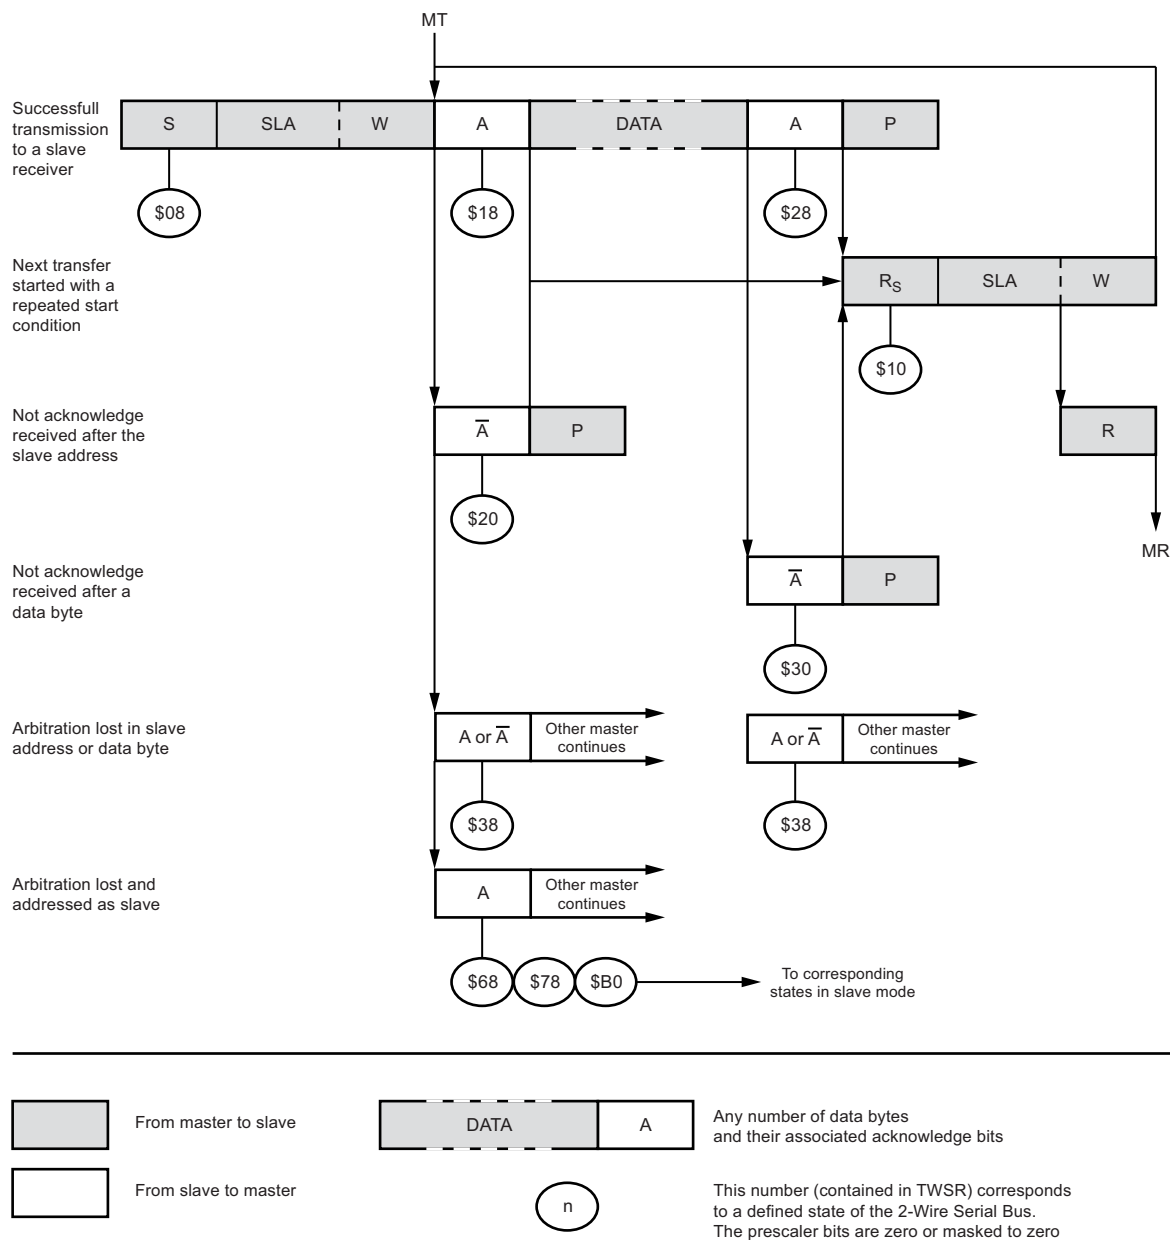 MT
Successfull
transmission
to a slave
receiver
S SLA W A DATA A P
$08 $18 $28
Next transfer
started with a
repeated start
condition
RS SLA W
$10
Not acknowledge
received after the
slave address
A̅ P R
$20
MR
Not acknowledge
received after a
data byte
A̅ P
$30
Arbitration lost in slave
address or data byte
A or A̅ Other master
continues
A or A̅ Other master
continues
$38 $38
Arbitration lost and
addressed as slave
A Other master
continues
$68 $78 $B0
To corresponding
states in slave mode
From master to slave
DATA A
Any number of data bytes
and their associated acknowledge bits
From slave to master
n
This number (contained in TWSR) corresponds
to a defined state of the 2-Wire Serial Bus.
The prescaler bits are zero or masked to zero